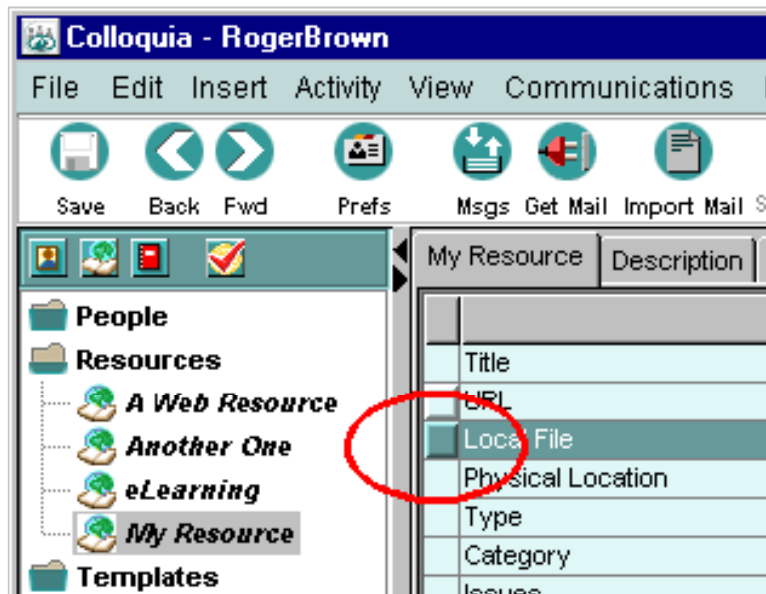 Colloquia - RogerBrown
File Edit Insert Activity View Communications
Save Back Fwd Prefs Msgs Get Mail Import Mail
My Resource Description
People
Resources
A Web Resource
Another One
eLearning
My Resource
Templates
Title
URL
Local File
Physical Location
Type
Category
Issues